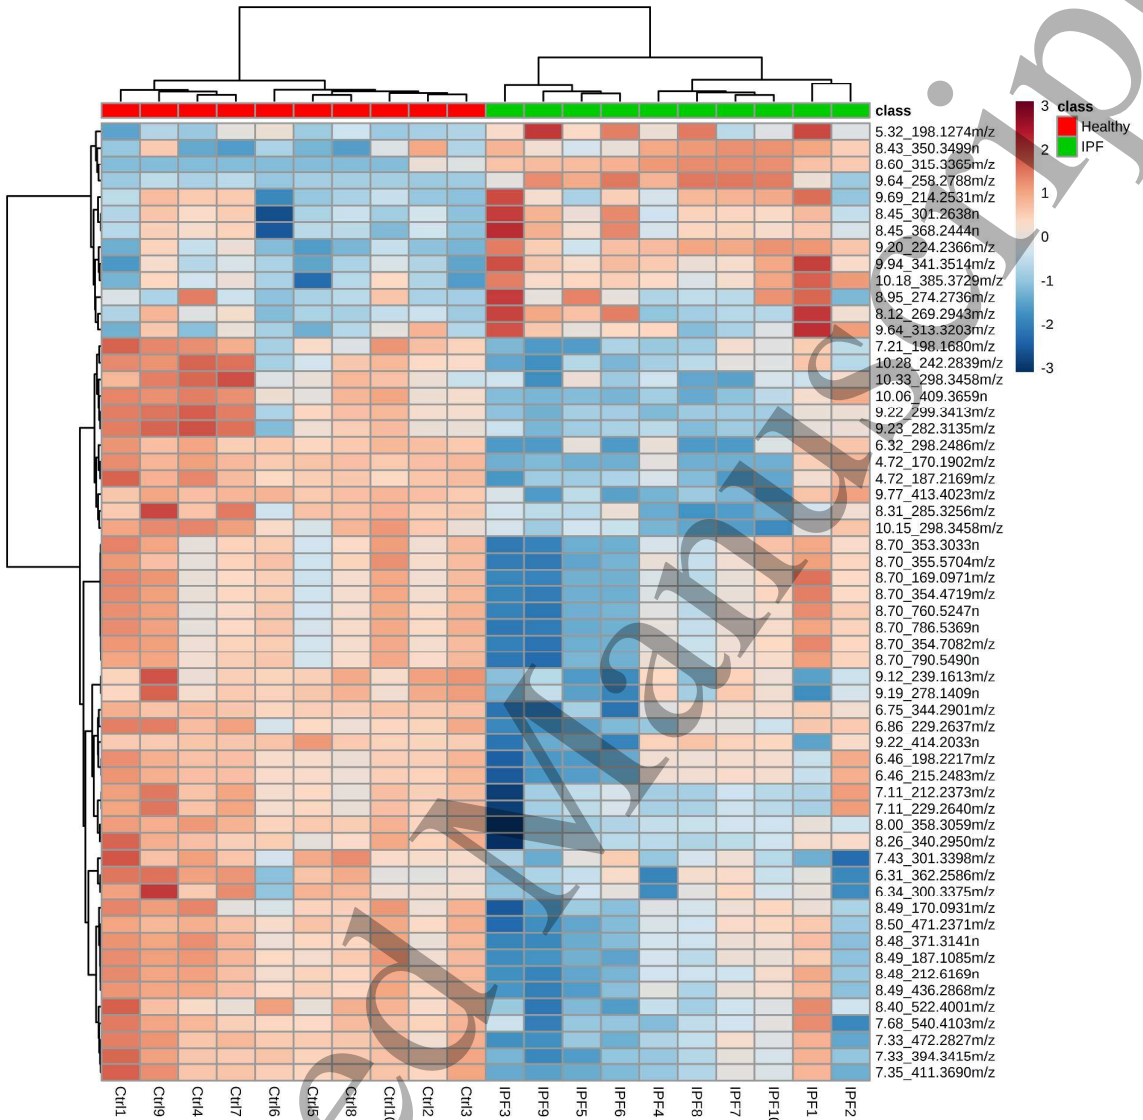 class
5.32_198.1274m/z
8.43_350.3499n
8.60_315.3365m/z
9.64_258.2788m/z
9.69_214.2531n
8.45_301.2638n
8.45_368.2444n
9.20_224.2366m/z
9.94_341.3514m/z
10.18_385.3729m/z
8.95_274.2736m/z
8.12_269.2943m/z
9.64_313.3203m/z
7.21_198.1680m/z
10.28_242.2839m/z
10.33_298.3458m/z
10.06_409.3659n
9.22_299.3413m/z
9.23_282.3135m/z
6.32_298.2486m/z
4.72_170.1902m/z
4.72_187.2169m/z
9.77_413.4023m/z
8.31_285.3256m/z
10.15_298.3458m/z
8.70_353.3033n
8.70_355.5704m/z
8.70_169.0971m/z
8.70_354.4719m/z
8.70_760.5247n
8.70_786.5369n
8.70_354.7082m/z
8.70_790.5490n
9.12_239.1613m/z
9.19_278.1409n
6.75_344.2901m/z
6.86_229.2637m/z
9.22_414.2033n
6.46_198.2217m/z
6.46_215.2483m/z
7.11_212.2373m/z
7.11_229.2640m/z
8.00_358.3059m/z
8.26_340.2950m/z
7.43_301.3398m/z
6.31_362.2586m/z
6.34_300.3375m/z
8.49_170.0931m/z
8.50_471.2371m/z
8.48_371.3141n
8.49_187.1085m/z
8.48_212.6169n
8.49_436.2868m/z
8.40_522.4001m/z
7.68_540.4103m/z
7.33_472.2827m/z
7.33_394.3415m/z
7.35_411.3690m/z
3
2
1
0
-1
-2
-3
class
Healthy
IPF
Ctrl1
Ctrl9
Ctrl4
Ctrl7
Ctrl6
Ctrl5
Ctrl8
Ctrl10
Ctrl2
Ctrl3
IPF3
IPF9
IPF5
IPF6
IPF4
IPF8
IPF7
IPF10
IPF1
IPF2
ed Manuscrip